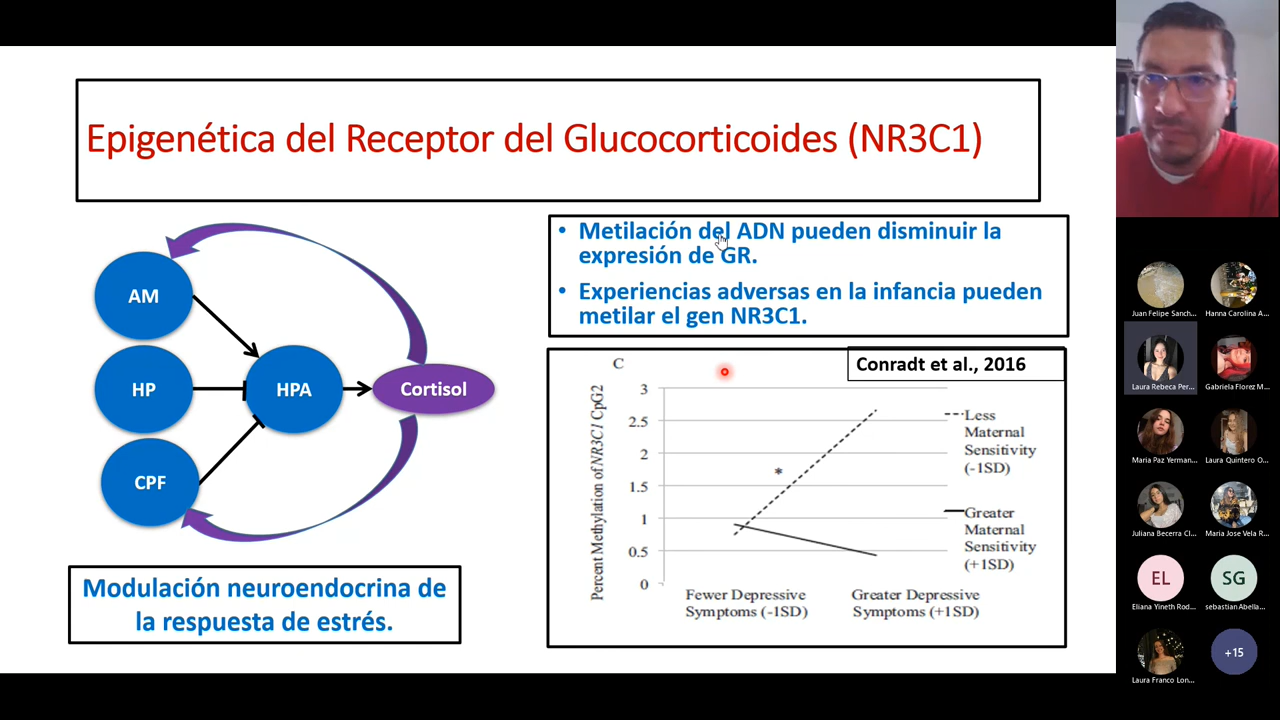 Epigenética del Receptor del Glucocorticoides (NR3C1)
AM
HP
CPF
HPA
Cortisol
Modulación neuroendocrina de
la respuesta de estrés.
• Metilación del ADN pueden disminuir la
expresión de GR.
• Experiencias adversas en la infancia pueden
metilar el gen NR3C1.
C
Conradt et al., 2016
Percent Methylation of NR3C1 CpG2
3
2.5
2
1.5
1
0.5
0
*
Fewer Depressive
Symptoms (-1SD)
Greater Depressive
Symptoms (+1SD)
Less
Maternal
Sensitivity
(-1SD)
Greater
Maternal
Sensitivity
(+1SD)
Juan Felipe Sanch...
Hanna Carolina A...
Laura Rebeca Per...
Gabriela Florez M...
María Paz Yerman...
Laura Quintero O...
Juliana Becerra Cl...
Maria Jose Vela R...
EL
Eliana Yineth Rod...
SG
sebastian Abella...
Laura Franco Lon...
+15